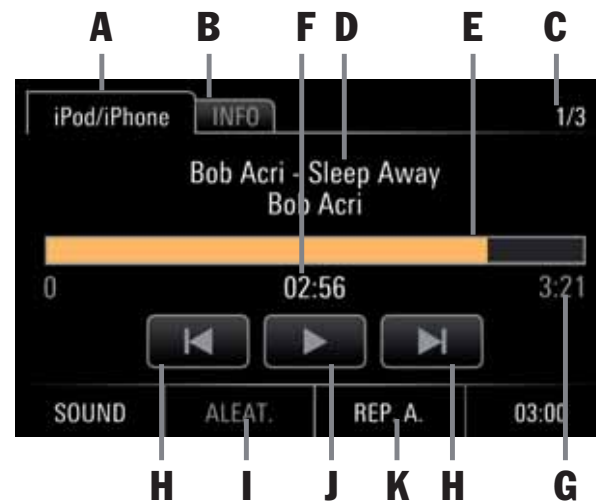 A B F D E C
iPod/iPhone INFO 1/3
Bob Acri - Sleep Away
Bob Acri
0 02:56 3:21
SOUND ALEAT. REP. A. 03:00
H I J K H G